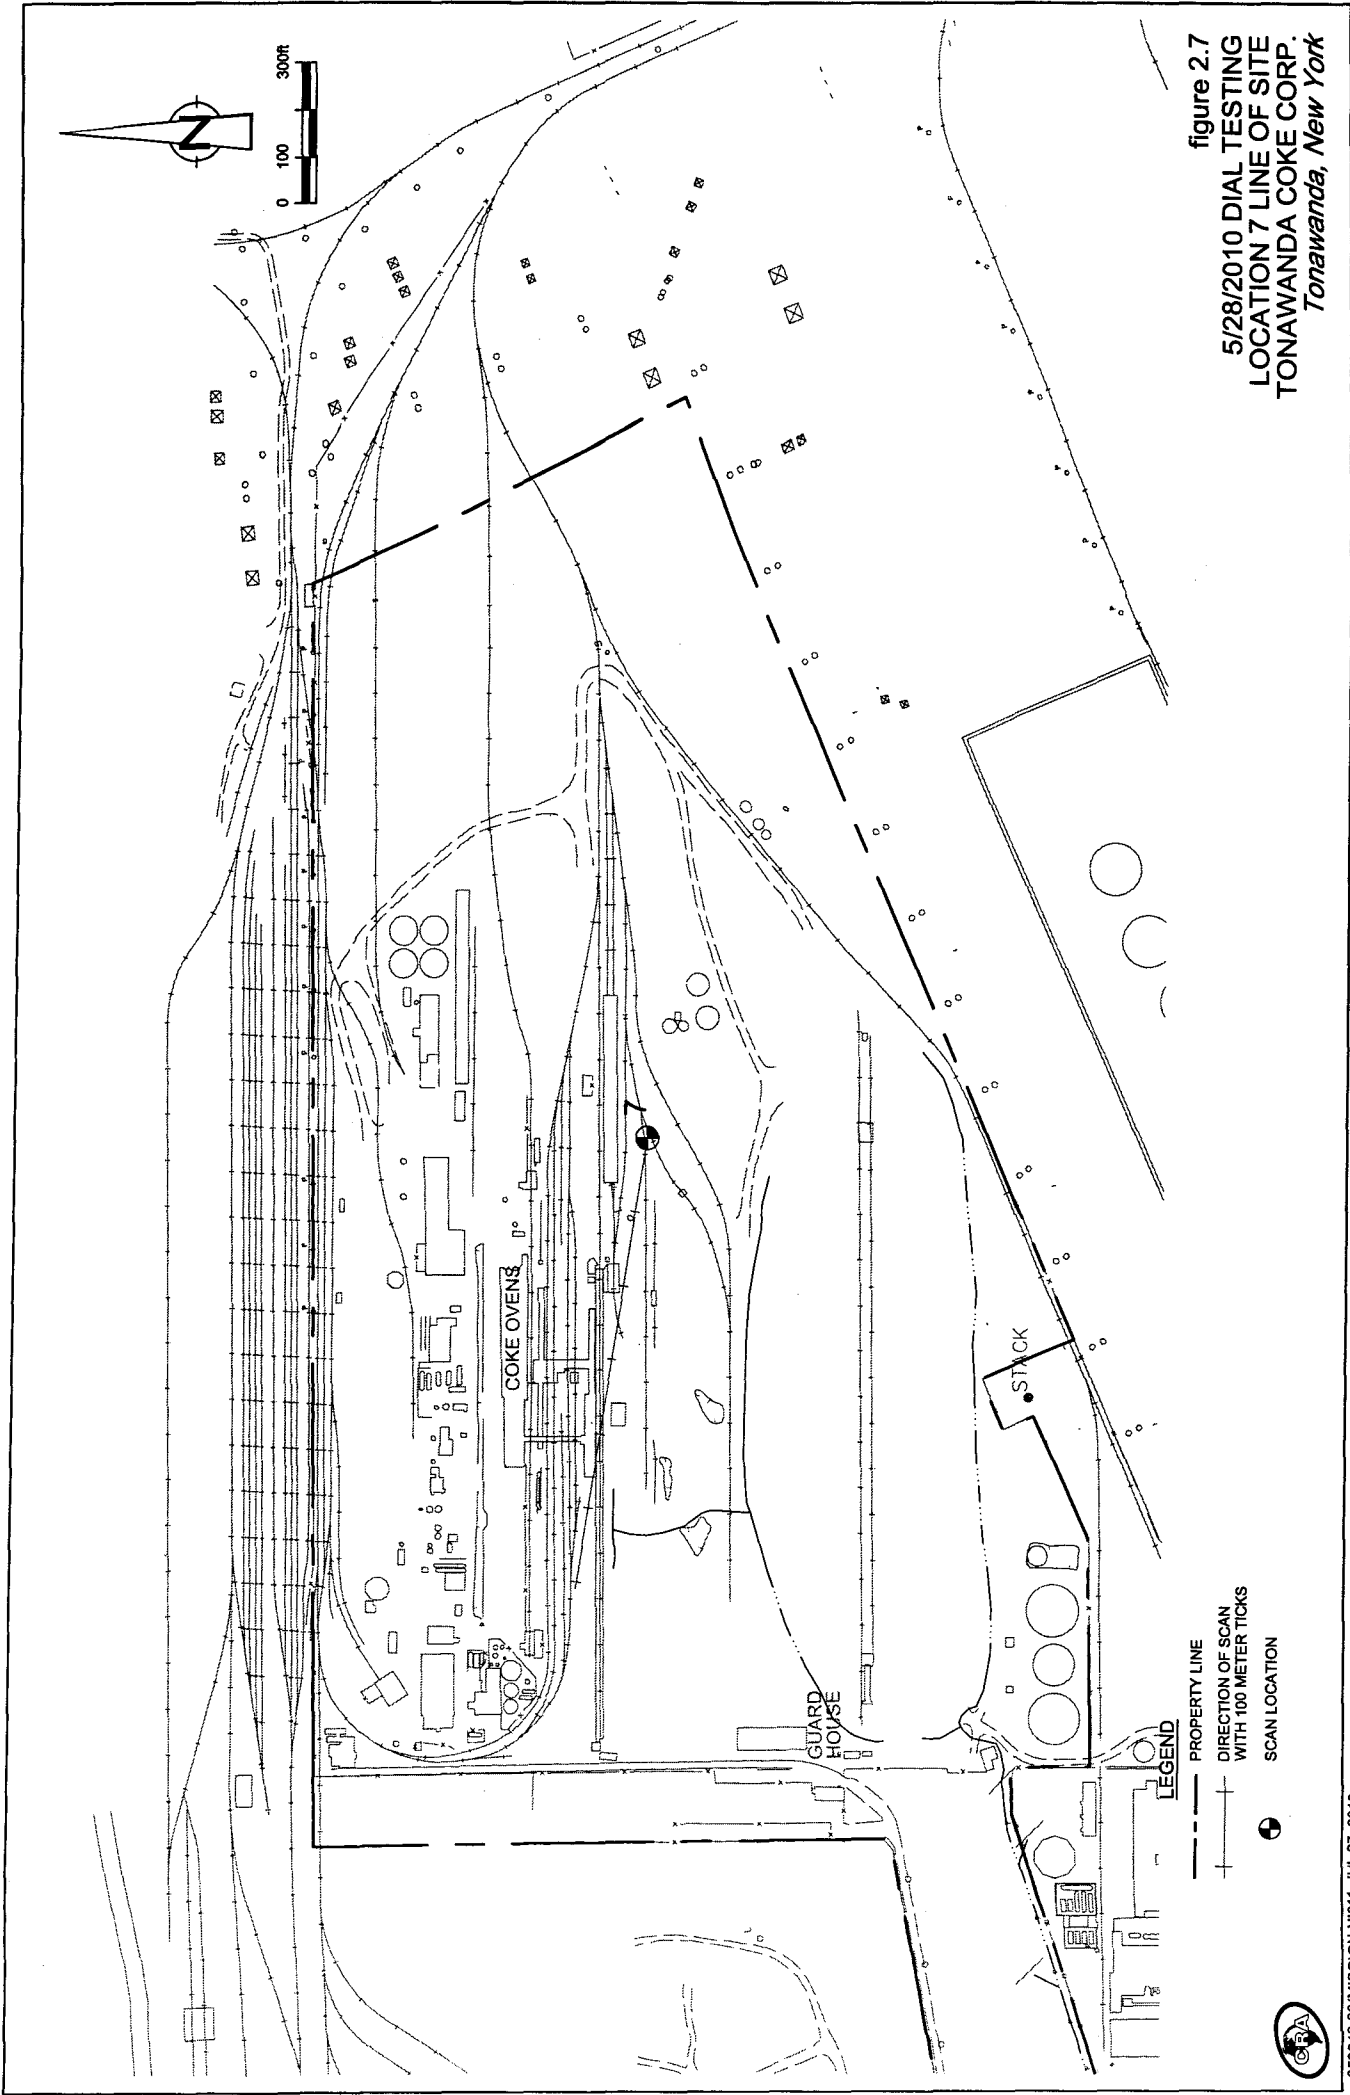 N
0 100 300ft
7
COKE OVENS
STACK
GUARD
HOUSE
LEGEND
PROPERTY LINE
DIRECTION OF SCAN
WITH 100 METER TICKS
SCAN LOCATION
figure 2.7
5/28/2010 DIAL TESTING
LOCATION 7 LINE OF SITE
TONAWANDA COKE CORP.
Tonawanda, New York
CRA